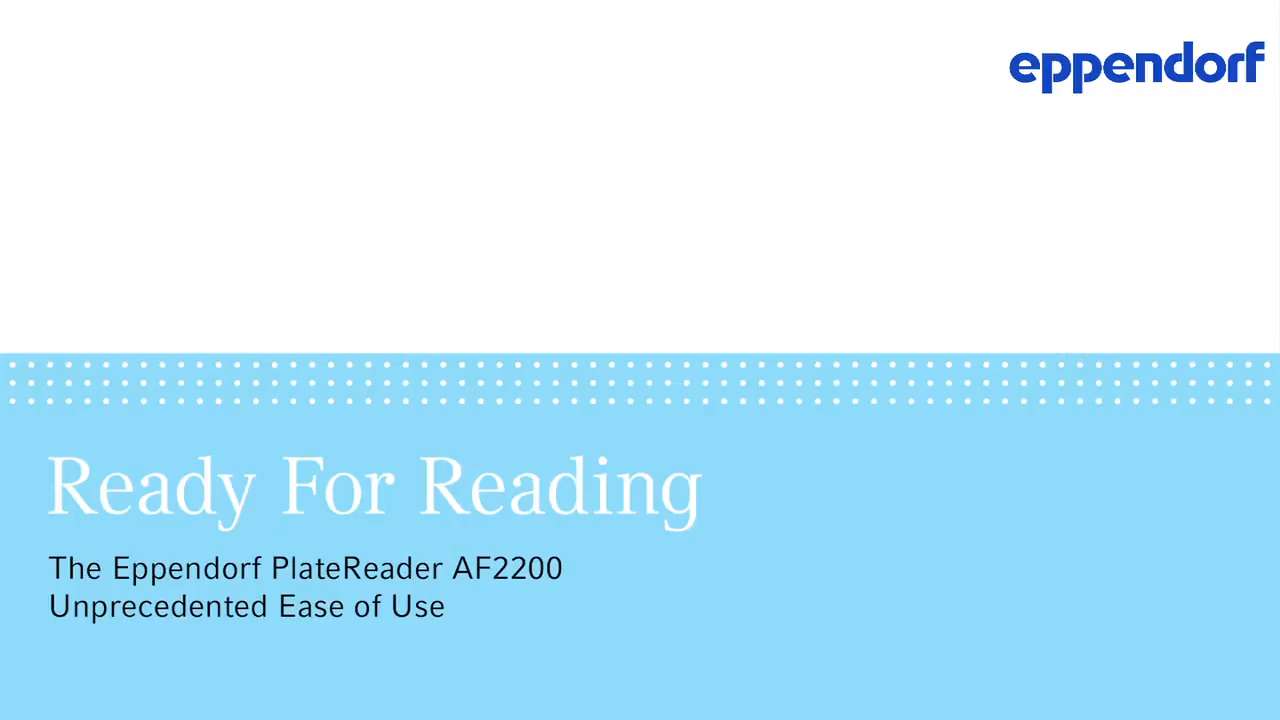 eppendorf
Ready For Reading
The Eppendorf PlateReader AF2200
Unprecedented Ease of Use